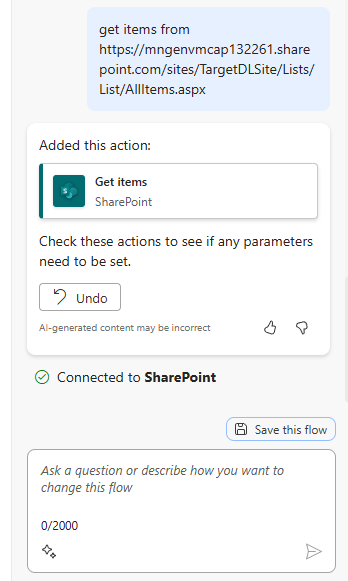 get items from
https://mngenvmcap132261.share
point.com/sites/TargetDLSite/Lists/
List/AllItems.aspx
Added this action:
Get items
SharePoint
Check these actions to see if any parameters
need to be set.
Undo
AI-generated content may be incorrect
Connected to SharePoint
Save this flow
Ask a question or describe how you want to
change this flow
0/2000